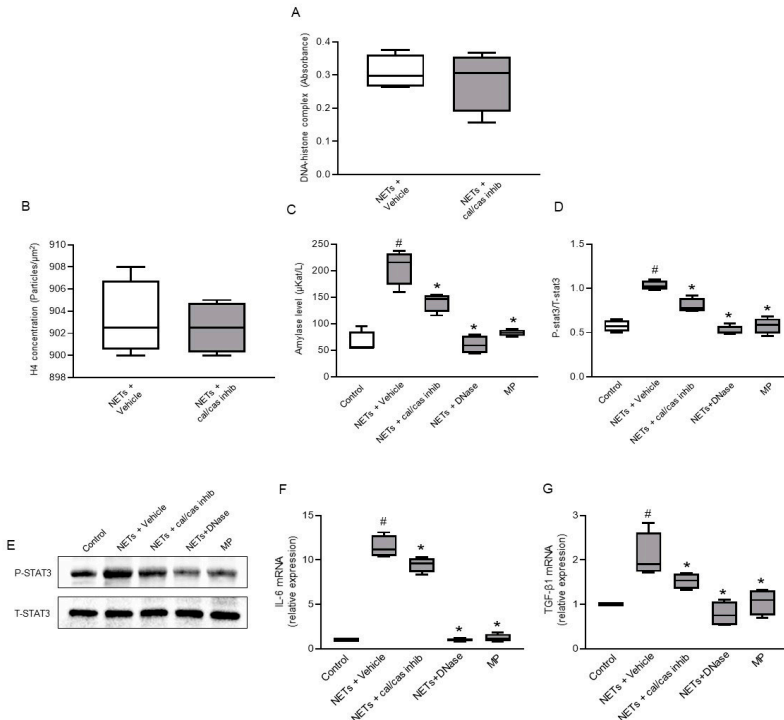 A
DNA-histone complex (Absorbance)
0.4
0.3
0.2
0.1
0.0
NETs +
Vehicle
NETs +
cal/cas inhib
B
H4 concentration (Particles/µm²)
910
908
906
904
902
900
898
NETs +
Vehicle
NETs +
cal/cas inhib
C
Amylase level (µKat/L)
250
200
150
100
50
0
#
*
*
*
Control
NETs + Vehicle
NETs + cal/cas inhib
NETs + DNase
MP
D
P-stat3/T-stat3
1.5
1.0
0.5
0.0
#
*
*
*
Control
NETs + Vehicle
NETs + cal/cas inhib
NETs+DNase
MP
E
Control
NETs + Vehicle
NETs + cal/cas inhib
NETs+DNase
MP
P-STAT3
T-STAT3
F
IL-6 mRNA
(relative expression)
15
10
5
0
#
*
*
*
Control
NETs + Vehicle
NETs + cal/cas inhib
NETs+DNase
MP
G
TGF-β1 mRNA
(relative expression)
3
2
1
0
#
*
*
*
Control
NETs + Vehicle
NETs + cal/cas inhib
NETs+DNase
MP